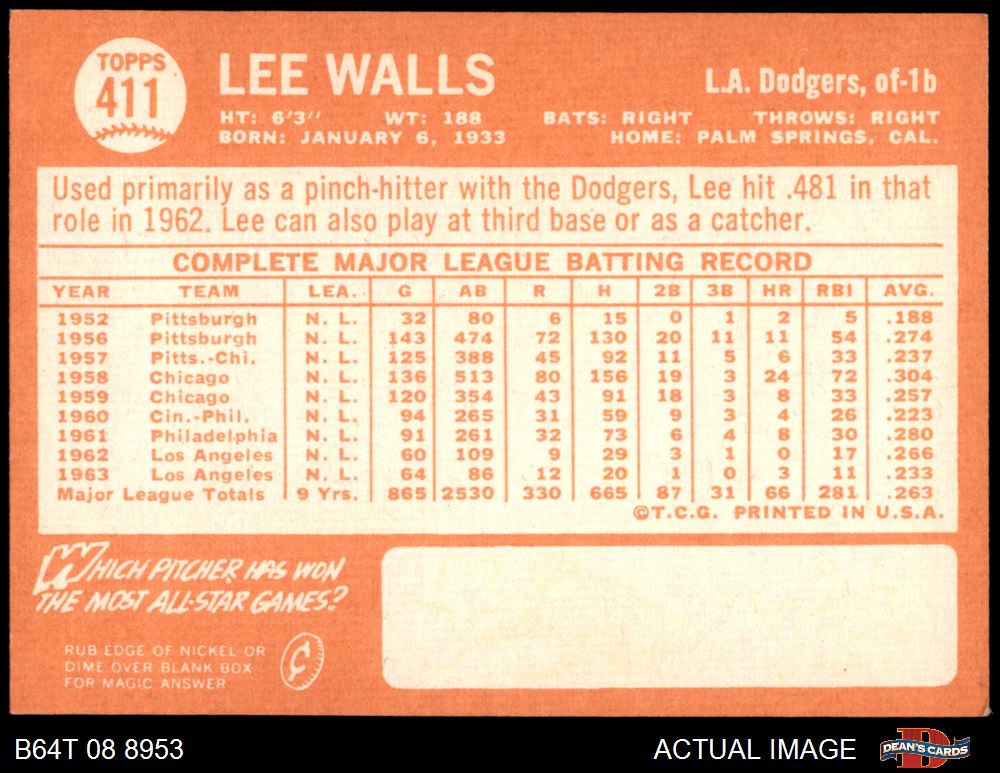 TOPPS
411
LEE WALLS
L.A. Dodgers, of-1b
HT: 6'3" WT: 188 BATS: RIGHT THROWS: RIGHT
BORN: JANUARY 6, 1933 HOME: PALM SPRINGS, CAL.
Used primarily as a pinch-hitter with the Dodgers, Lee hit .481 in that
role in 1962. Lee can also play at third base or as a catcher.
COMPLETE MAJOR LEAGUE BATTING RECORD
YEAR TEAM LEA. G AB R H 2B 3B HR RBI AVG.
1952 Pittsburgh N. L. 32 80 6 15 0 1 2 5 .188
1956 Pittsburgh N. L. 143 474 72 130 20 11 11 54 .274
1957 Pitts.-Chi. N. L. 125 388 45 92 11 5 6 33 .237
1958 Chicago N. L. 136 513 80 156 19 3 24 72 .304
1959 Chicago N. L. 120 354 43 91 18 3 8 33 .257
1960 Cin.-Phil. N. L. 94 265 31 59 9 3 4 26 .223
1961 Philadelphia N. L. 91 261 32 73 6 4 8 30 .280
1962 Los Angeles N. L. 60 109 9 29 3 1 0 17 .266
1963 Los Angeles N. L. 64 86 12 20 1 0 3 11 .233
Major League Totals 9 Yrs. 865 2530 330 665 87 31 66 281 .263
©T.C.G. PRINTED IN U.S.A.
WHICH PITCHER HAS WON
THE MOST ALL-STAR GAMES?
RUB EDGE OF NICKEL OR
DIME OVER BLANK BOX
FOR MAGIC ANSWER
¢
B64T 08 8953
ACTUAL IMAGE
DEAN'S CARDS